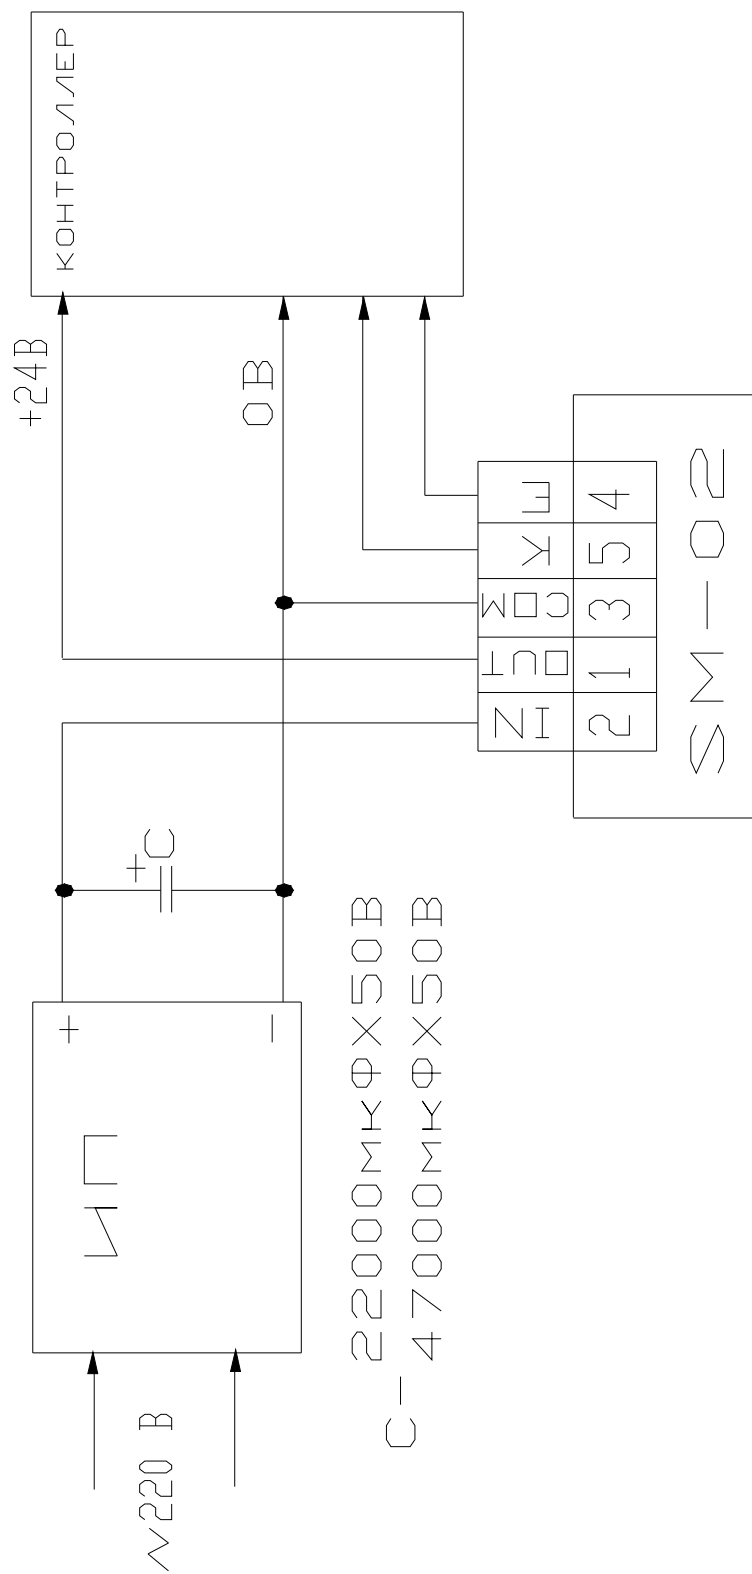 ~220 В
ИП
+
−
+
С
С-
22000МКФХ50В
47000МКФХ50В
+24В
0В
КОНТРОЛЛЕР
IN
OUT
COM
К
Е
2
1
3
5
4
SM-02